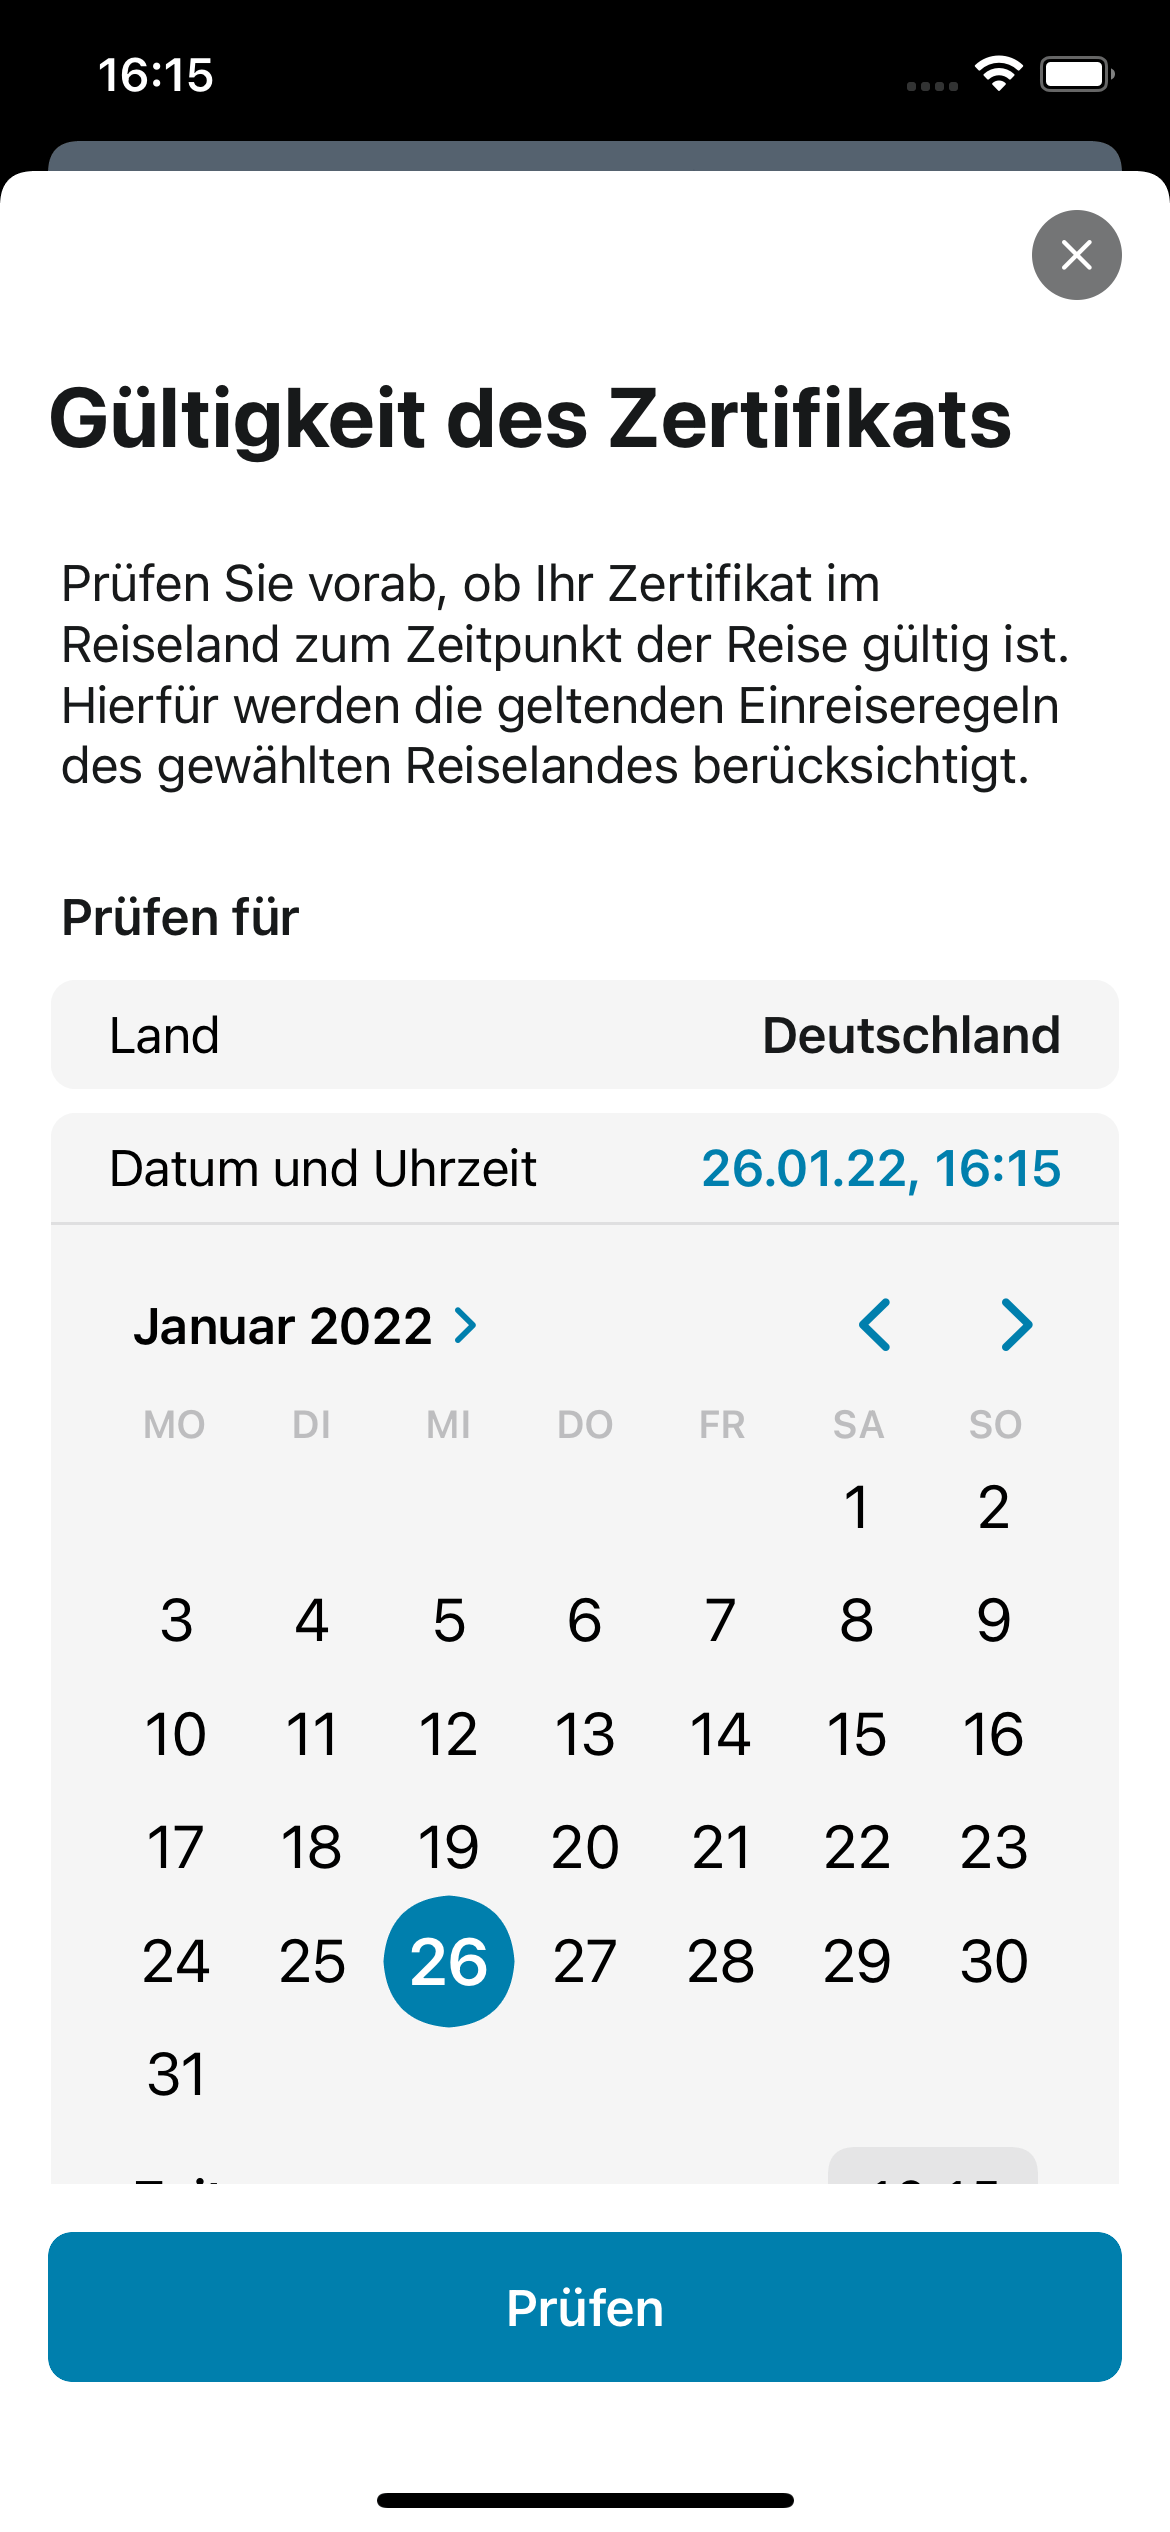 16:15
Gültigkeit des Zertifikats
Prüfen Sie vorab, ob Ihr Zertifikat im
Reiseland zum Zeitpunkt der Reise gültig ist.
Hierfür werden die geltenden Einreiseregeln
des gewählten Reiselandes berücksichtigt.
Prüfen für
Land Deutschland
Datum und Uhrzeit 26.01.22, 16:15
Januar 2022
MO DI MI DO FR SA SO
1 2
3 4 5 6 7 8 9
10 11 12 13 14 15 16
17 18 19 20 21 22 23
24 25 26 27 28 29 30
31
Prüfen